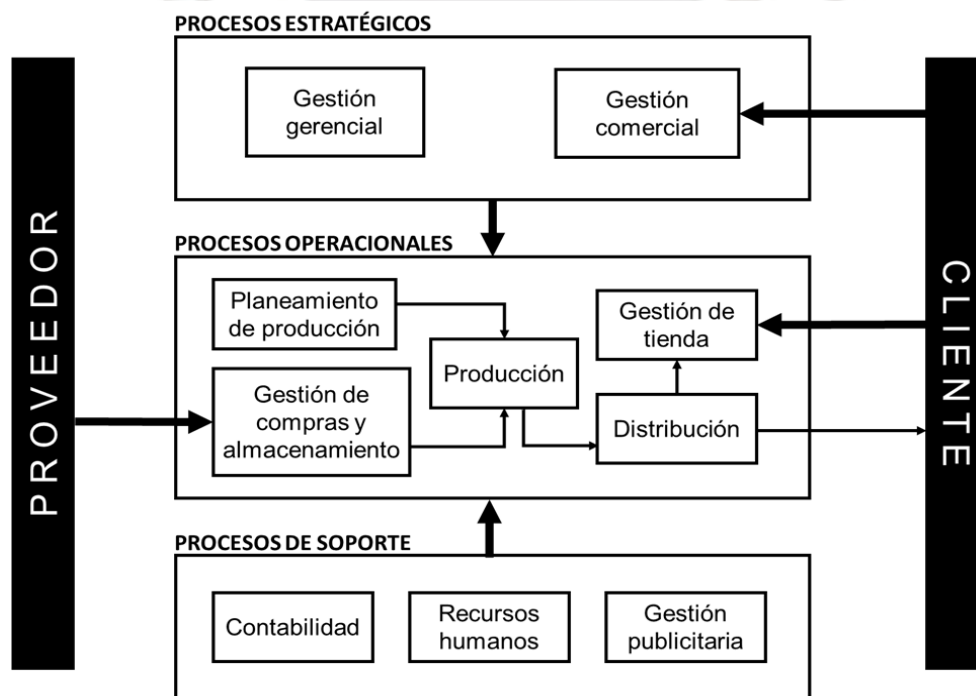 PROCESOS ESTRATÉGICOS
Gestión
gerencial
Gestión
comercial
PROVEEDOR
CLIENTE
PROCESOS OPERACIONALES
Planeamiento
de producción
Gestión de
tienda
Producción
Gestión de
compras y
almacenamiento
Distribución
PROCESOS DE SOPORTE
Contabilidad
Recursos
humanos
Gestión
publicitaria